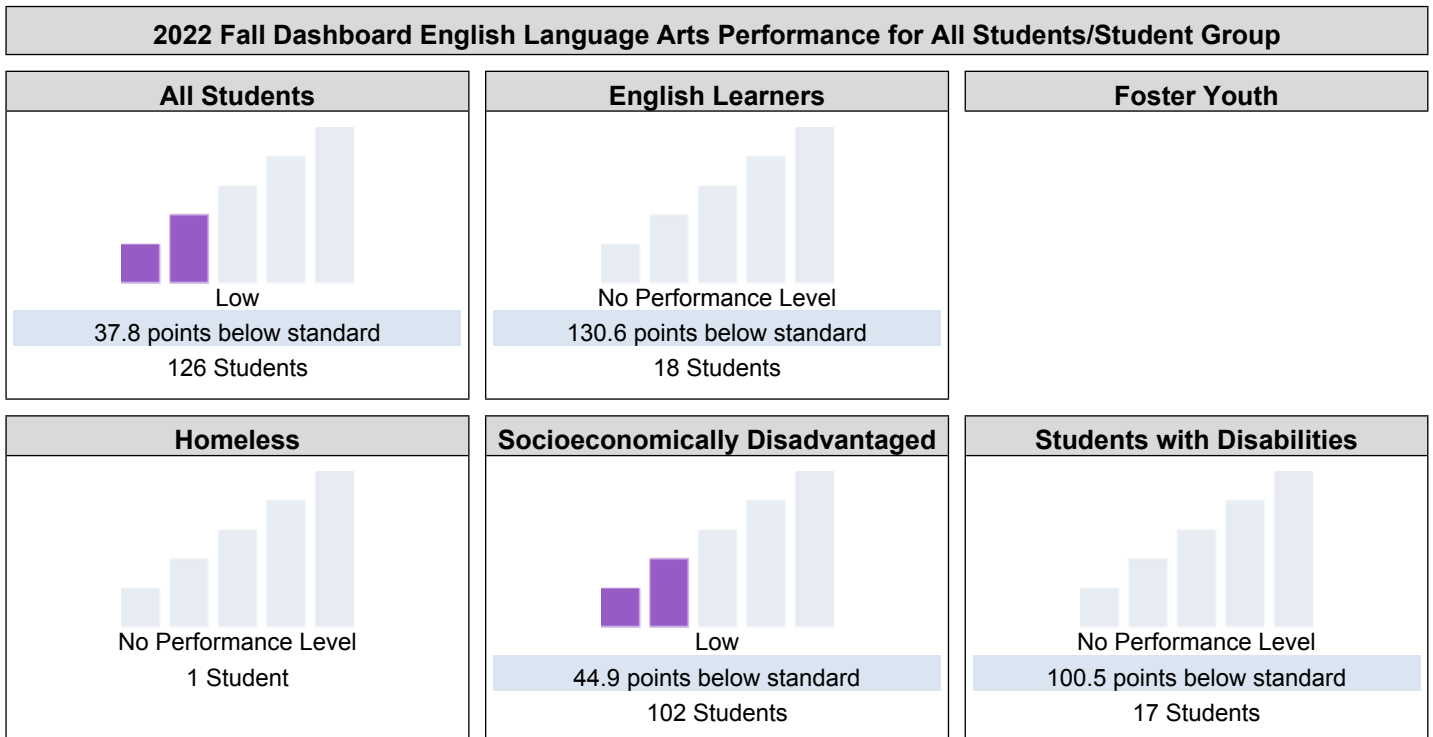 2022 Fall Dashboard English Language Arts Performance for All Students/Student Group
All Students
Low
37.8 points below standard
126 Students
English Learners
No Performance Level
130.6 points below standard
18 Students
Foster Youth
Homeless
No Performance Level
1 Student
Socioeconomically Disadvantaged
Low
44.9 points below standard
102 Students
Students with Disabilities
No Performance Level
100.5 points below standard
17 Students